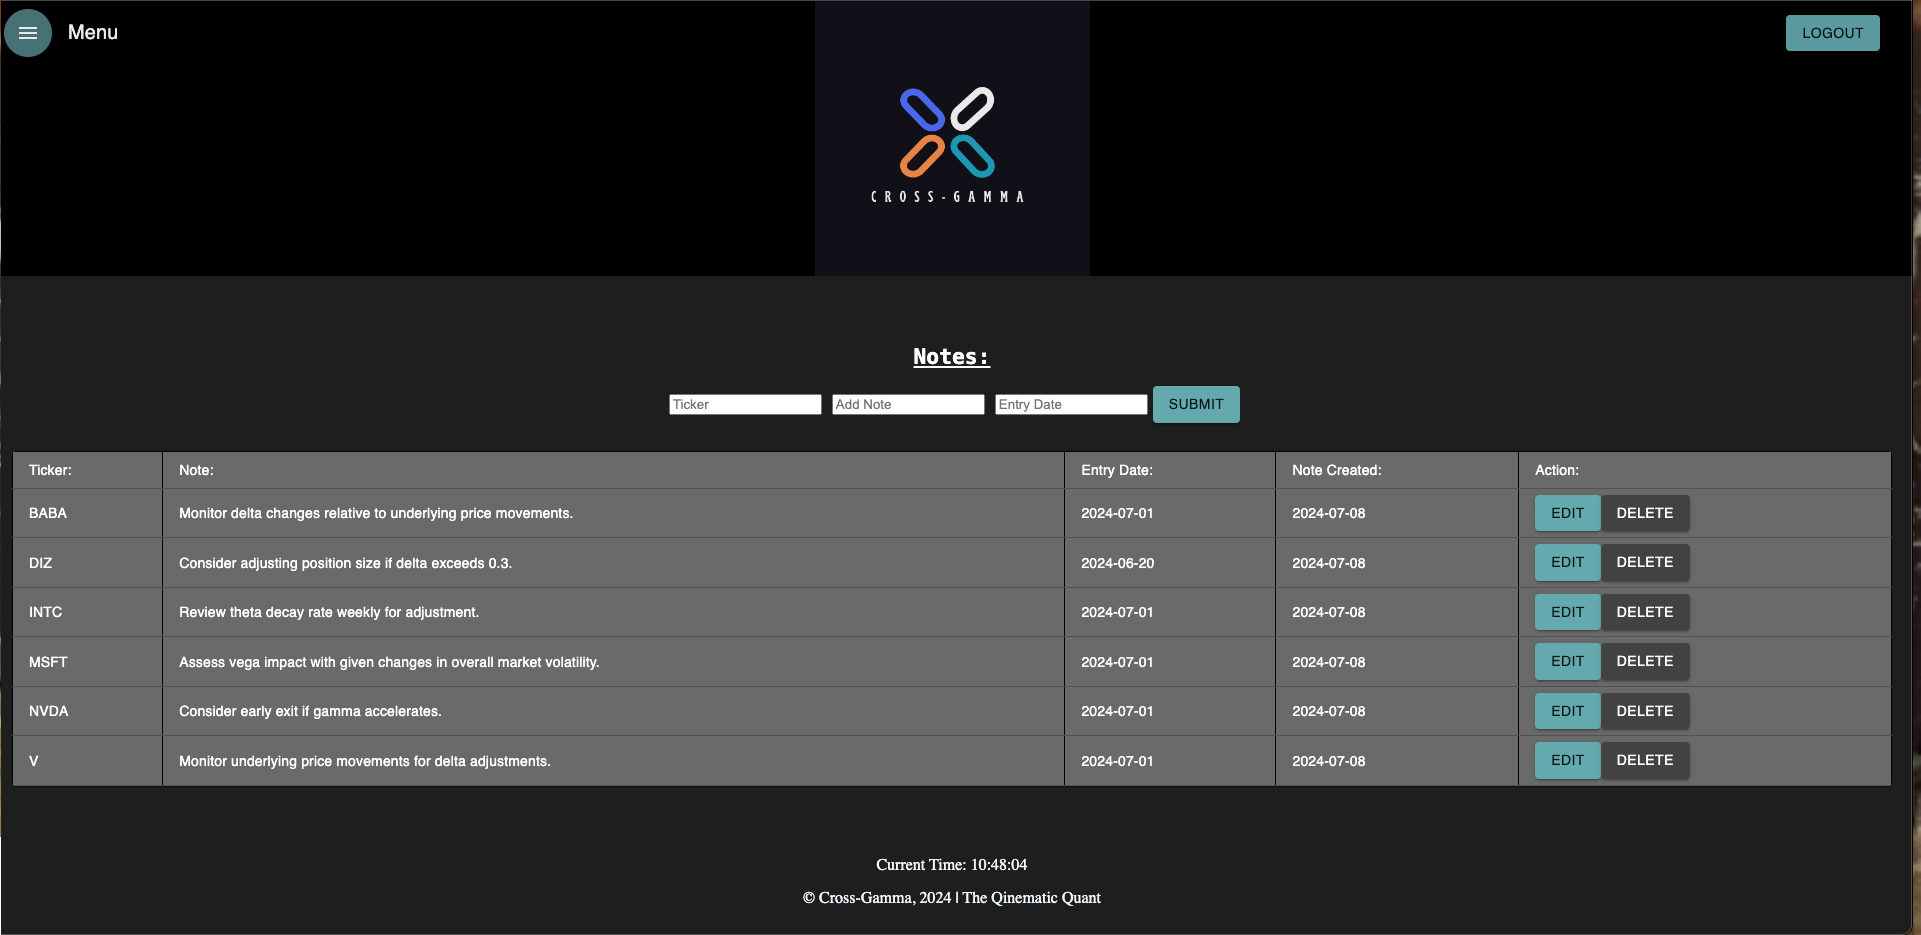 Menu
LOGOUT
CROSS-GAMMA
Notes:
Ticker Add Note Entry Date SUBMIT
Ticker: Note: Entry Date: Note Created: Action:
BABA Monitor delta changes relative to underlying price movements. 2024-07-01 2024-07-08 EDIT DELETE
DIZ Consider adjusting position size if delta exceeds 0.3. 2024-06-20 2024-07-08 EDIT DELETE
INTC Review theta decay rate weekly for adjustment. 2024-07-01 2024-07-08 EDIT DELETE
MSFT Assess vega impact with given changes in overall market volatility. 2024-07-01 2024-07-08 EDIT DELETE
NVDA Consider early exit if gamma accelerates. 2024-07-01 2024-07-08 EDIT DELETE
V Monitor underlying price movements for delta adjustments. 2024-07-01 2024-07-08 EDIT DELETE
Current Time: 10:48:04
© Cross-Gamma, 2024 | The Qinematic Quant